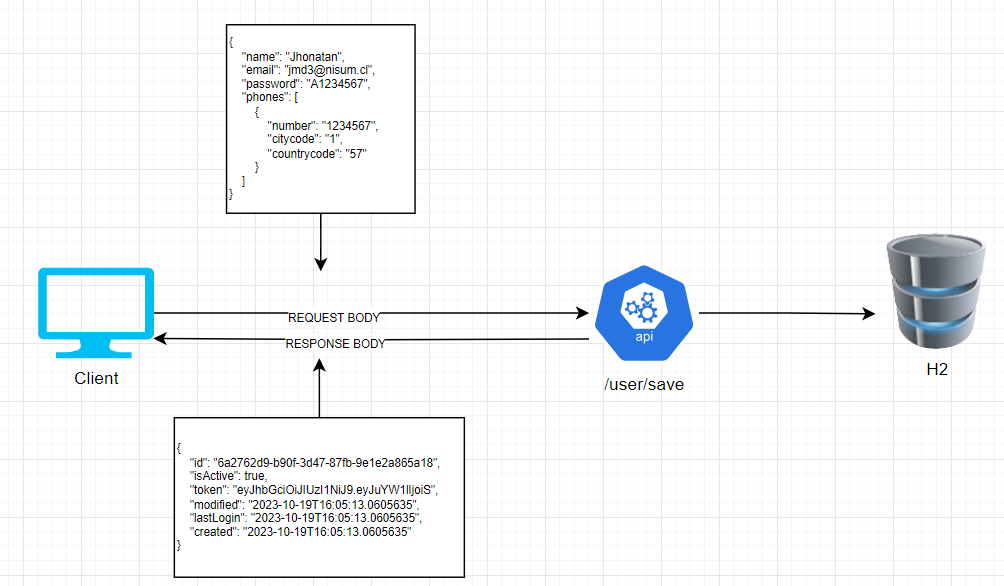 {
"name": "Jhonatan",
"email": "jmd3@nisum.cl",
"password": "A1234567",
"phones": [
{
"number": "1234567",
"citycode": "1",
"countrycode": "57"
}
]
}
REQUEST BODY
RESPONSE BODY
api
Client
/user/save
H2
{
"id": "6a2762d9-b90f-3d47-87fb-9e1e2a865a18",
"isActive": true,
"token": "eyJhbGciOiJIUzI1NiJ9.eyJuYW1lIjoiS",
"modified": "2023-10-19T16:05:13.0605635",
"lastLogin": "2023-10-19T16:05:13.0605635",
"created": "2023-10-19T16:05:13.0605635"
}